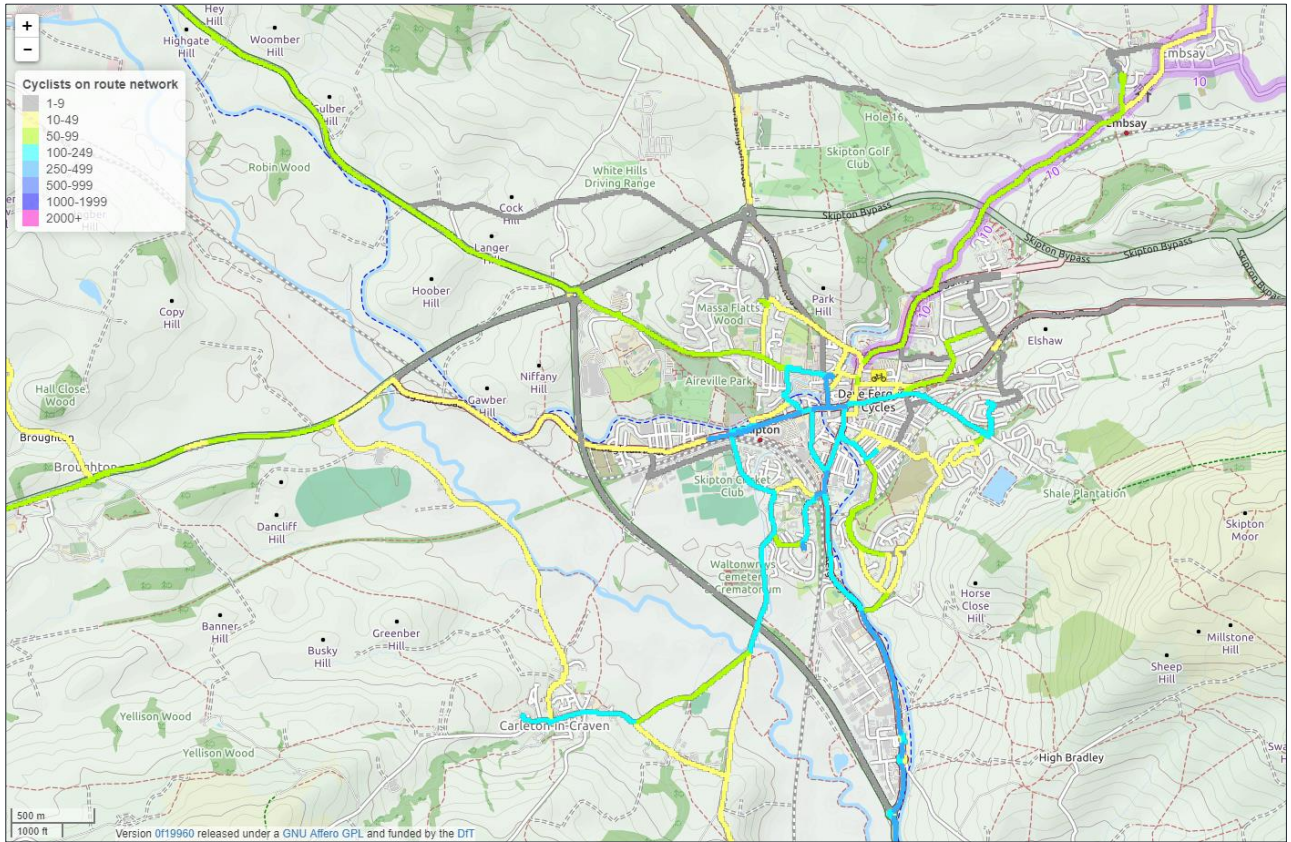 +
−
Cyclists on route network
1-9
10-49
50-99
100-249
250-499
500-999
1000-1999
2000+
Hey
Hill
Highgate
Hill
Woomber
Hill
Gulber
Hill
Robin Wood
Cock
Hill
Langer
Hill
Hoober
Hill
Copy
Hill
White Hills
Driving Range
Hole 16
Skipton Golf
Club
Embsay
10
Embsay
10
10
10
Skipton Bypass
Skipton Bypass
Skipton Bypass
Skipton Bypass
Massa Flatts
Wood
Park
Hill
Elshaw
Niffany
Hill
Gawber
Hill
Aireville Park
Cycles
Hall Close
Wood
Broughton
Broughton
Skipton Cricket
Club
Shale Plantation
Skipton
Moor
Dancliff
Hill
Waltonwrays
Cemetery
& Crematorium
Horse
Close
Hill
Millstone
Hill
Sheep
Hill
Banner
Hill
Busky
Hill
Greenber
Hill
Yellison Wood
Yellison Wood
Carleton-in-Craven
High Bradley
500 m
1000 ft
Version 0f19960 released under a GNU Affero GPL and funded by the DfT